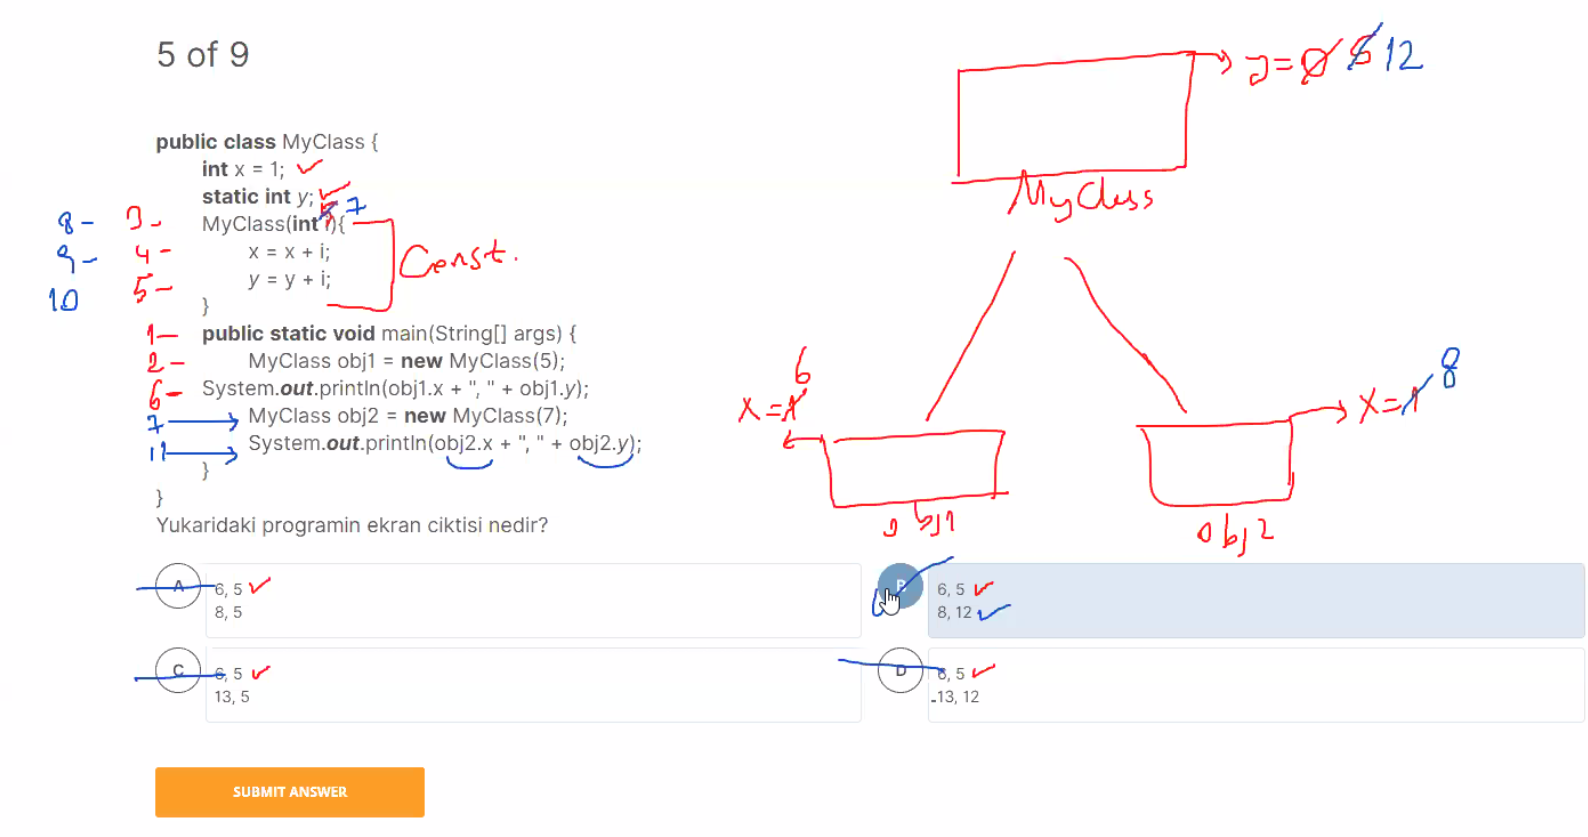 5 of 9
y=0 5 12
public class MyClass {
int x = 1;
static int y;
7
8- 3- MyClass(int i){
9- 4- x = x + i;
10 5- y = y + i;
}
Const.
MyClass
1- public static void main(String[] args) {
2- MyClass obj1 = new MyClass(5);
6- System.out.println(obj1.x + ", " + obj1.y);
7 MyClass obj2 = new MyClass(7);
11 System.out.println(obj2.x + ", " + obj2.y);
}
}
6
x=1
8
x=1
obj1
obj2
Yukaridaki programin ekran ciktisi nedir?
A 6, 5
8, 5
B 6, 5
8, 12
C 6, 5
13, 5
D 6, 5
13, 12
SUBMIT ANSWER